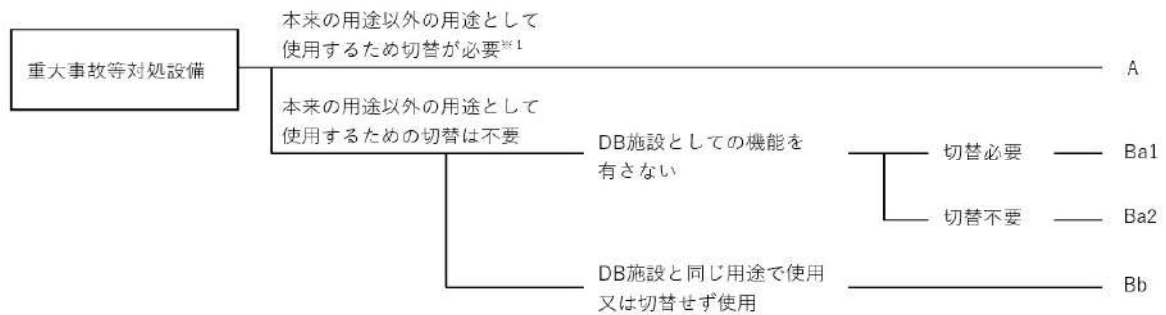 本来の用途以外の用途として
使用するため切替が必要※1
重大事故等対処設備
A
本来の用途以外の用途として
使用するための切替は不要
DB施設としての機能を
有さない
切替必要
Ba1
切替不要
Ba2
DB施設と同じ用途で使用
又は切替せず使用
Bb